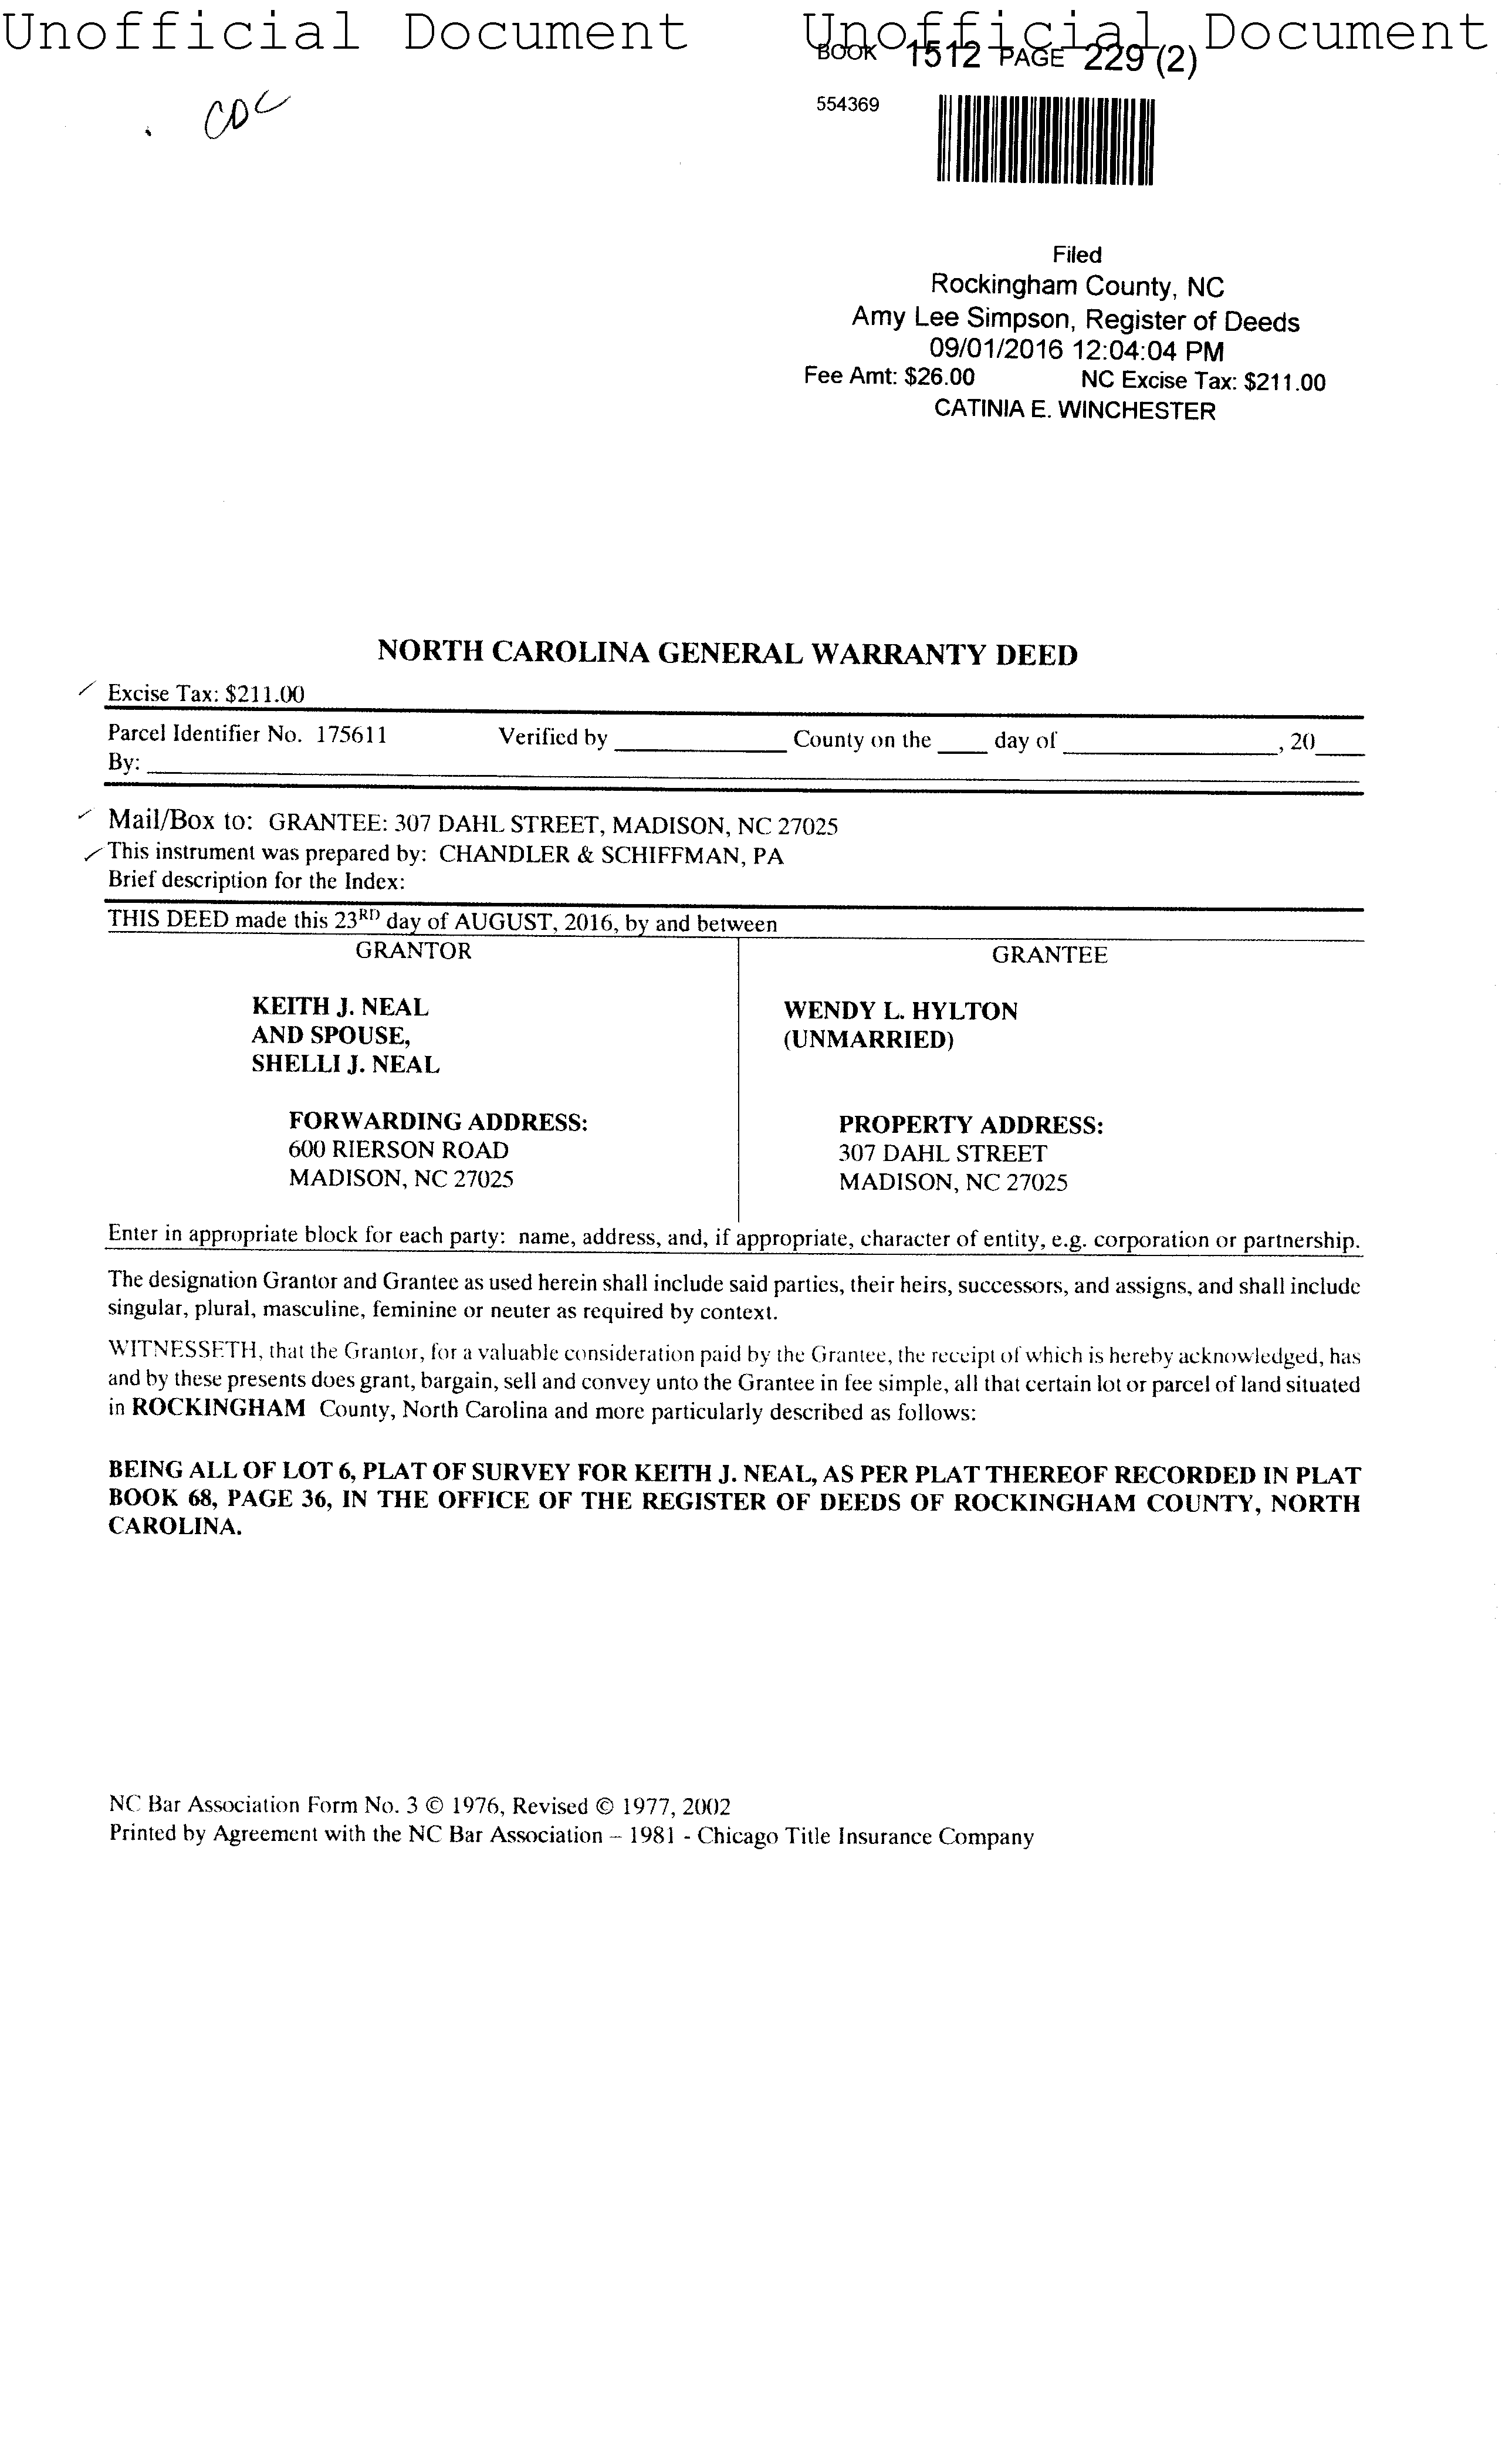 Unofficial Document Unofficial Document
BOOK 1512 PAGE 229 (2)
CDC
554369
Filed
Rockingham County, NC
Amy Lee Simpson, Register of Deeds
09/01/2016 12:04:04 PM
Fee Amt: $26.00 NC Excise Tax: $211.00
CATINIA E. WINCHESTER
NORTH CAROLINA GENERAL WARRANTY DEED
Excise Tax: $211.00
Parcel Identifier No. 175611 Verified by ____________ County on the ____ day of ________________, 20____
By: ____________
Mail/Box to: GRANTEE: 307 DAHL STREET, MADISON, NC 27025
This instrument was prepared by: CHANDLER & SCHIFFMAN, PA
Brief description for the Index:
THIS DEED made this 23RD day of AUGUST, 2016, by and between
GRANTOR
KEITH J. NEAL
AND SPOUSE,
SHELLI J. NEAL
FORWARDING ADDRESS:
600 RIERSON ROAD
MADISON, NC 27025
GRANTEE
WENDY L. HYLTON
(UNMARRIED)
PROPERTY ADDRESS:
307 DAHL STREET
MADISON, NC 27025
Enter in appropriate block for each party: name, address, and, if appropriate, character of entity, e.g. corporation or partnership.
The designation Grantor and Grantee as used herein shall include said parties, their heirs, successors, and assigns, and shall include
singular, plural, masculine, feminine or neuter as required by context.
WITNESSETH, that the Grantor, for a valuable consideration paid by the Grantee, the receipt of which is hereby acknowledged, has
and by these presents does grant, bargain, sell and convey unto the Grantee in fee simple, all that certain lot or parcel of land situated
in ROCKINGHAM County, North Carolina and more particularly described as follows:
BEING ALL OF LOT 6, PLAT OF SURVEY FOR KEITH J. NEAL, AS PER PLAT THEREOF RECORDED IN PLAT
BOOK 68, PAGE 36, IN THE OFFICE OF THE REGISTER OF DEEDS OF ROCKINGHAM COUNTY, NORTH
CAROLINA.
NC Bar Association Form No. 3 © 1976, Revised © 1977, 2002
Printed by Agreement with the NC Bar Association – 1981 - Chicago Title Insurance Company